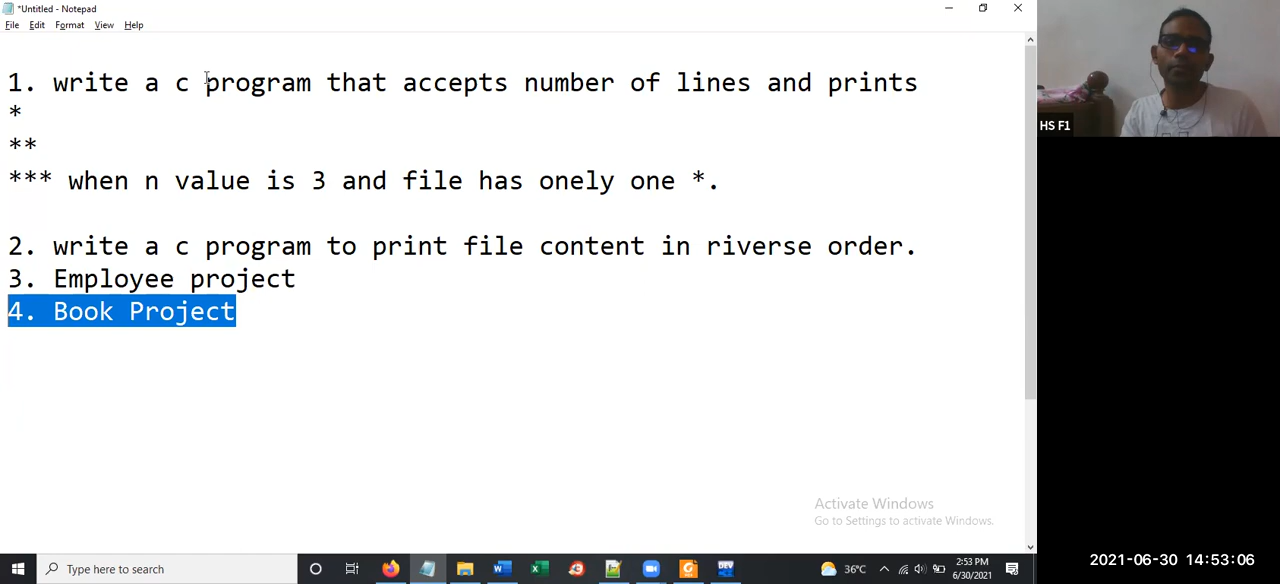 *Untitled - Notepad
File Edit Format View Help
1. write a c program that accepts number of lines and prints
*
**
*** when n value is 3 and file has onely one *.
2. write a c program to print file content in riverse order.
3. Employee project
4. Book Project
HS F1
Activate Windows
Go to Settings to activate Windows.
Type here to search
36°C
2:53 PM
6/30/2021
2021-06-30 14:53:06